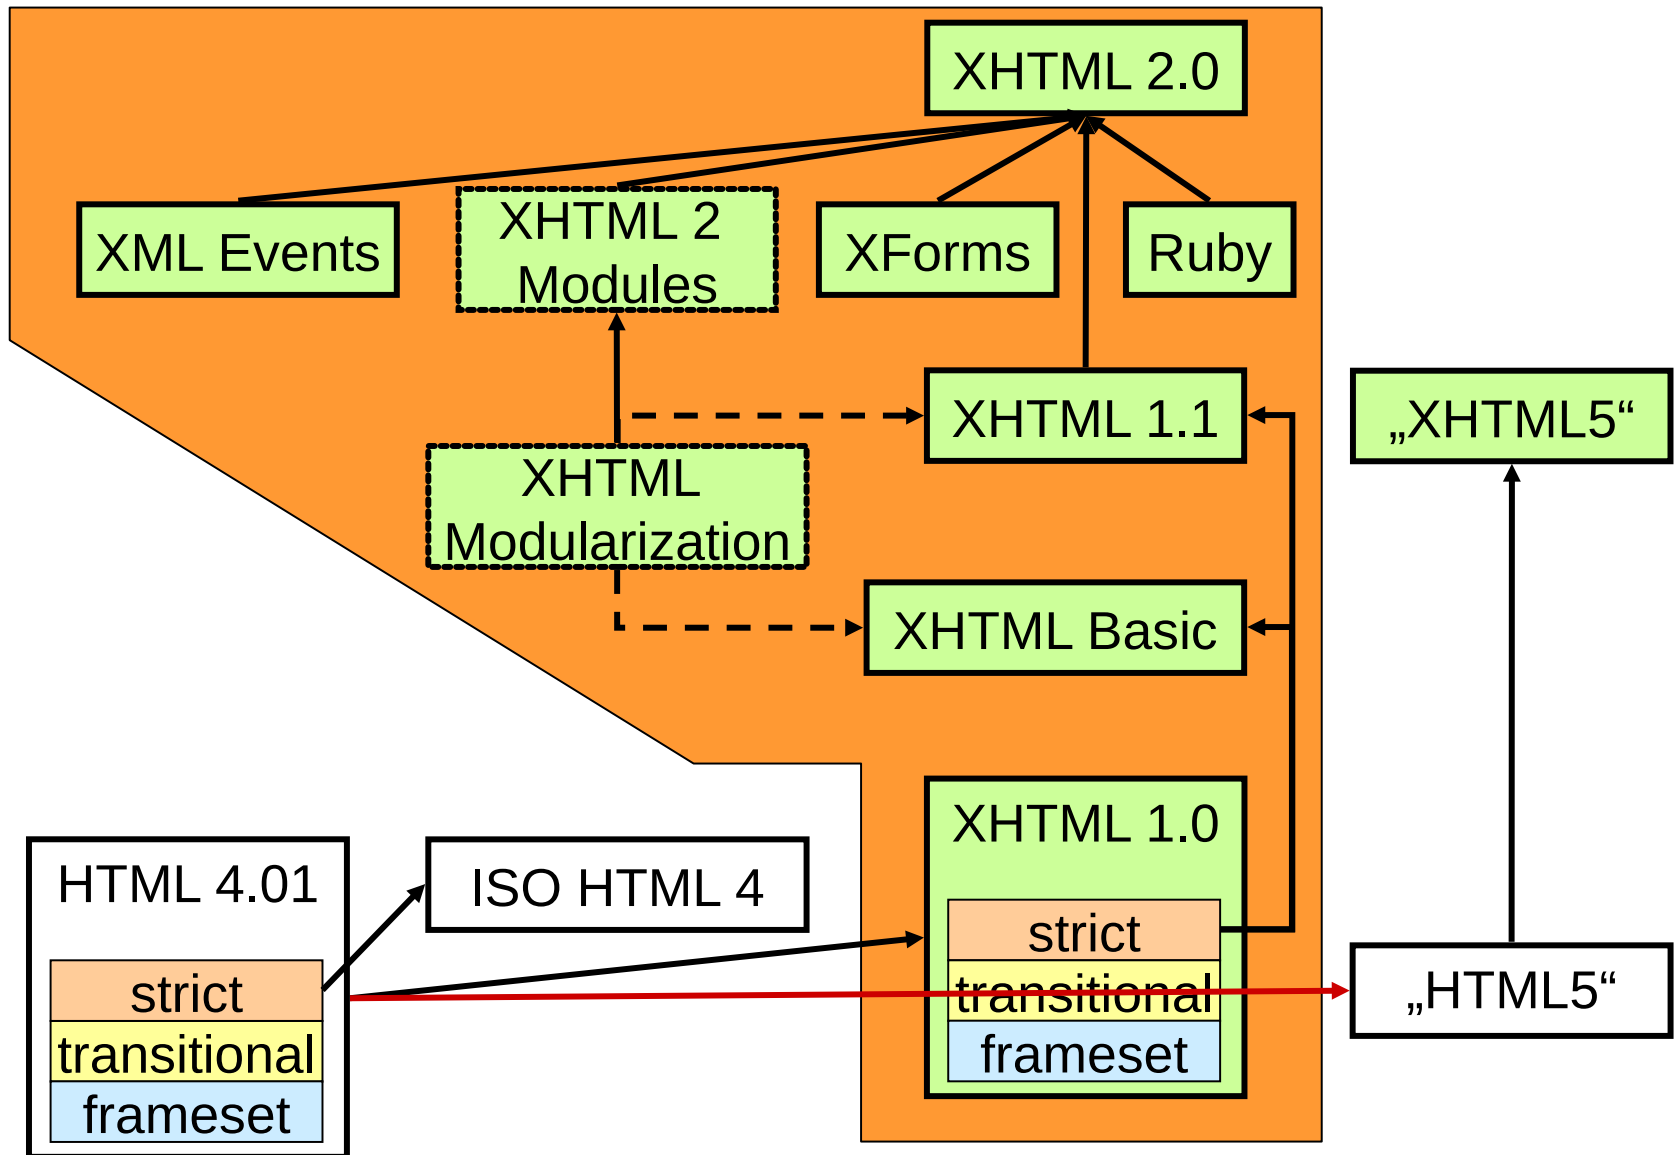 XHTML 2.0
XML Events
XHTML 2
Modules
XForms
Ruby
XHTML 1.1
„XHTML5“
XHTML
Modularization
XHTML Basic
XHTML 1.0
strict
transitional
frameset
HTML 4.01
strict
transitional
frameset
ISO HTML 4
„HTML5“